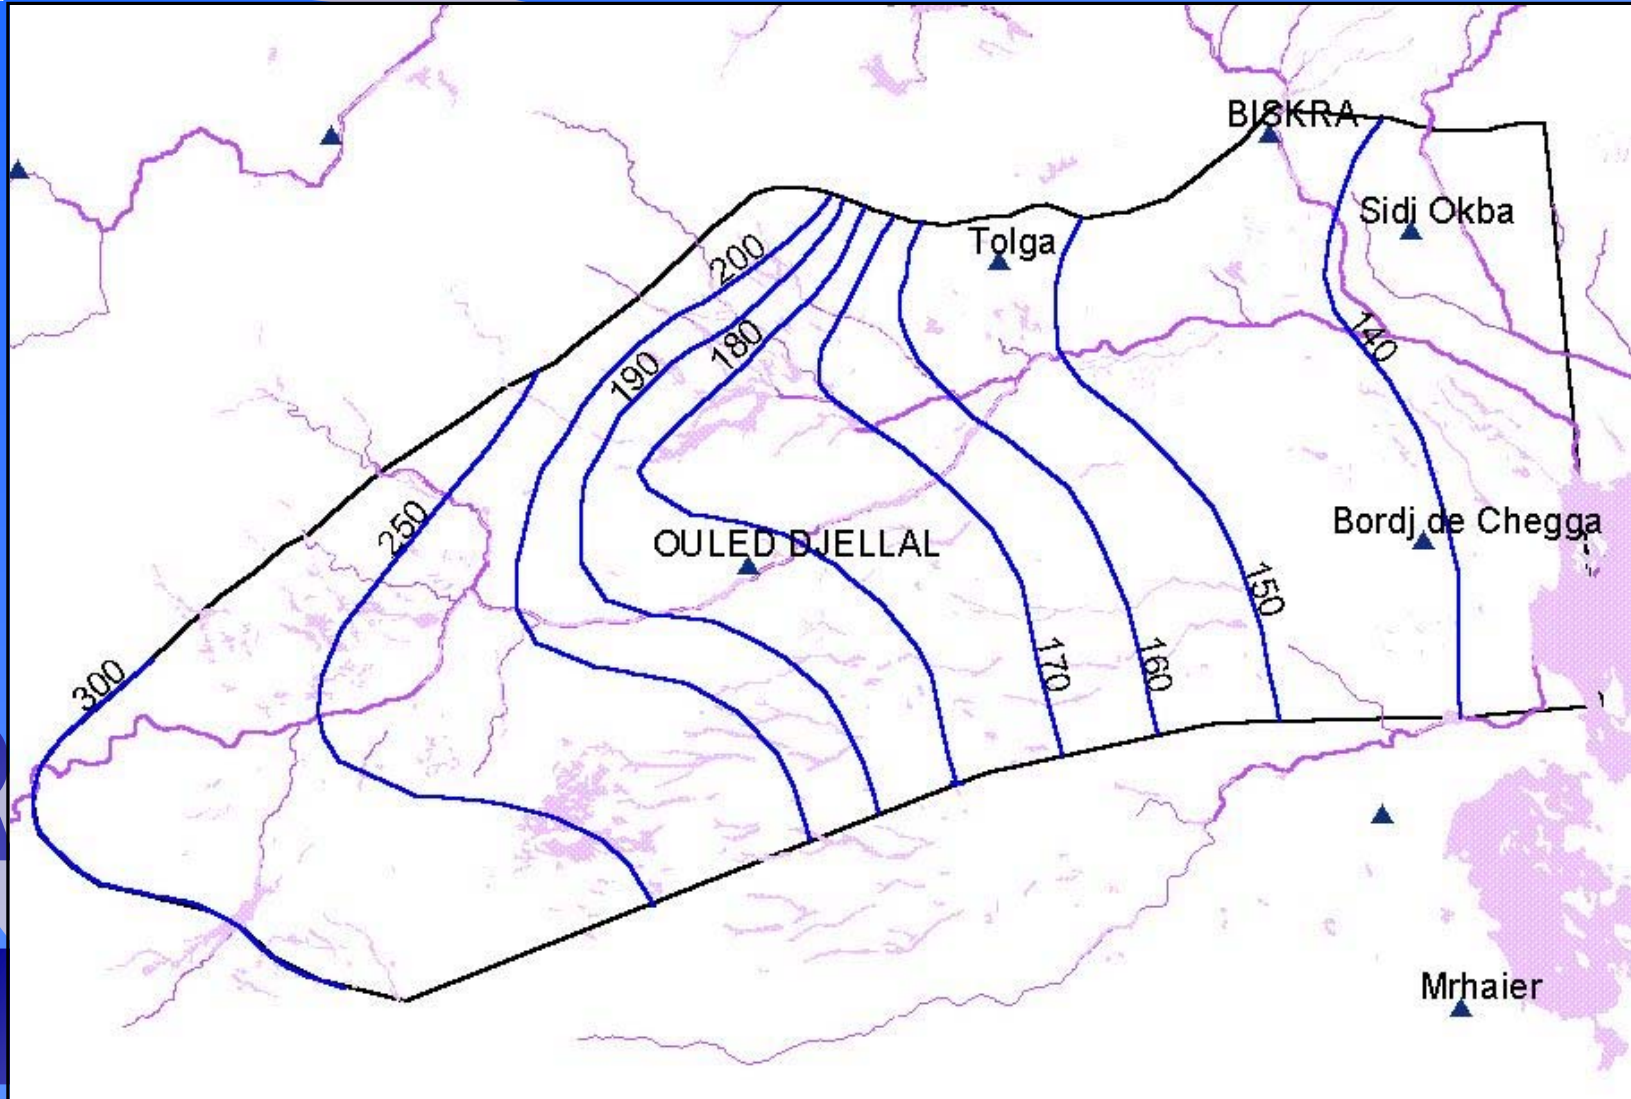 BISKRA
Sidi Okba
Tolga
200
180
190
140
250
Bordj de Chegga
OULED DJELLAL
150
300
170
160
Mrhaier